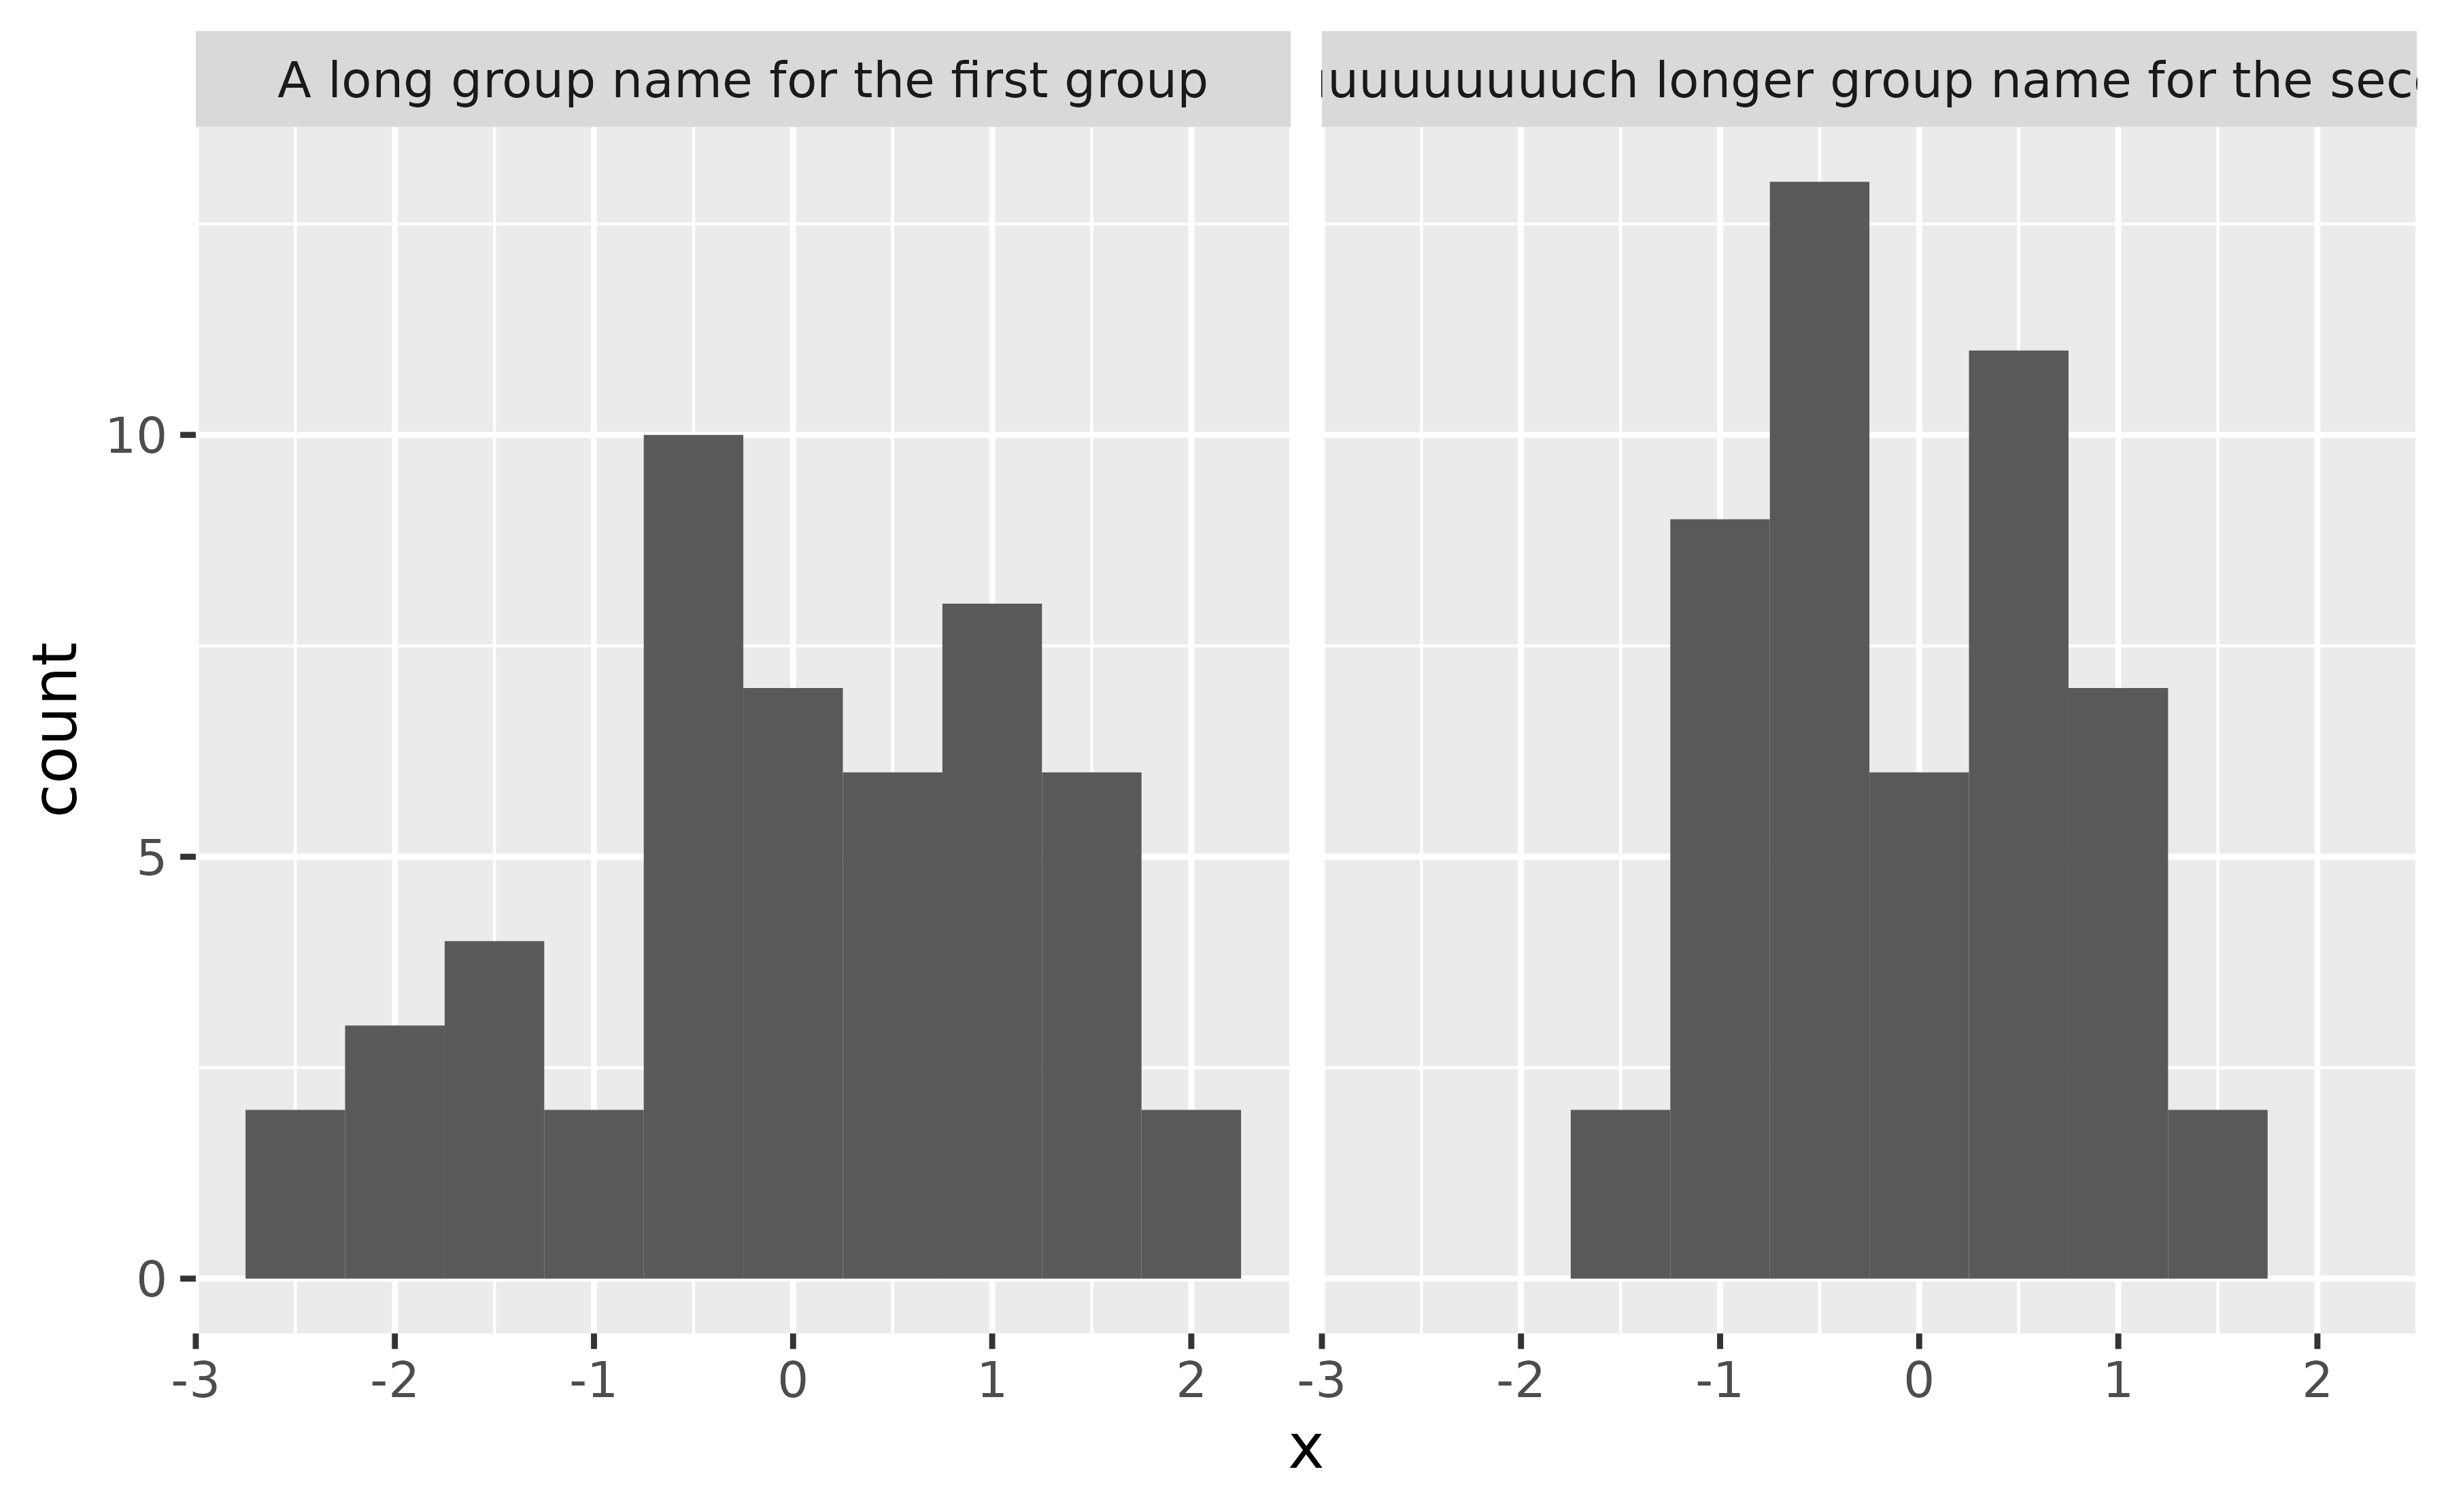 A long group name for the first group
uuuuuuuuuch longer group name for the sec
count
10
5
0
-3 -2 -1 0 1 2
-3 -2 -1 0 1 2
x